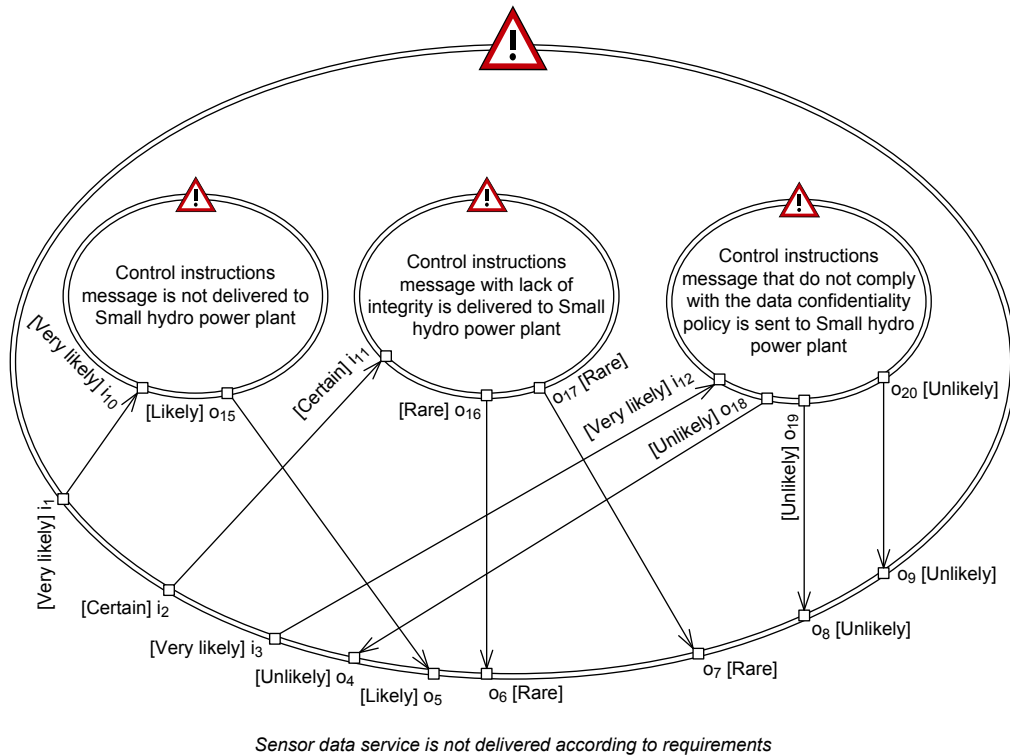 Control instructions
message is not delivered to
Small hydro power plant
Control instructions
message with lack of
integrity is delivered to Small
hydro power plant
Control instructions
message that do not comply
with the data confidentiality
policy is sent to Small hydro
power plant
[Very likely] i10
[Likely] o15
[Certain] i11
[Rare] o16
o17 [Rare]
[Very likely] i12
[Unlikely] o18
[Unlikely] o19
o20 [Unlikely]
[Very likely] i1
[Certain] i2
[Very likely] i3
[Unlikely] o4
[Likely] o5
o6 [Rare]
o7 [Rare]
o8 [Unlikely]
o9 [Unlikely]
Sensor data service is not delivered according to requirements